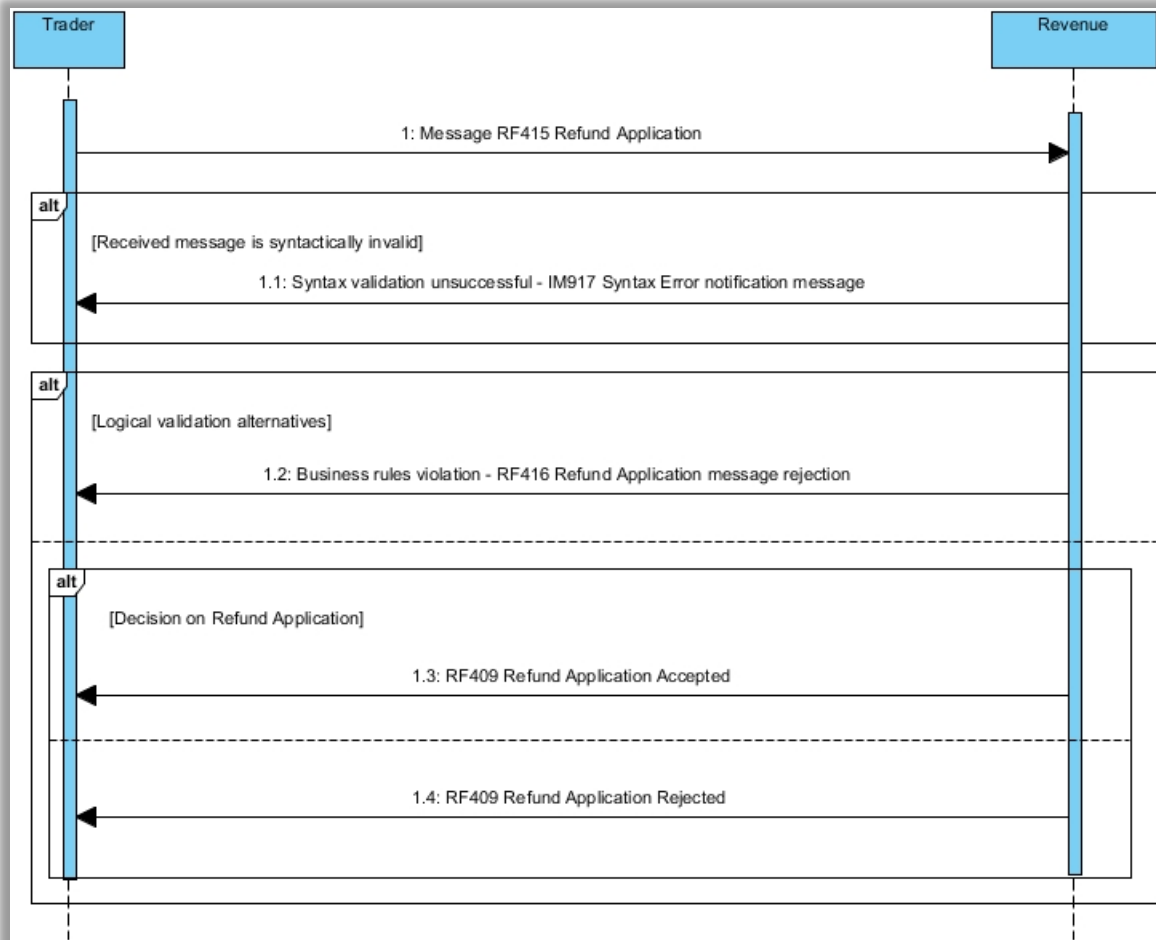 Trader
Revenue
1: Message RF415 Refund Application
alt
[Received message is syntactically invalid]
1.1: Syntax validation unsuccessful - IM917 Syntax Error notification message
alt
[Logical validation alternatives]
1.2: Business rules violation - RF416 Refund Application message rejection
alt
[Decision on Refund Application]
1.3: RF409 Refund Application Accepted
1.4: RF409 Refund Application Rejected